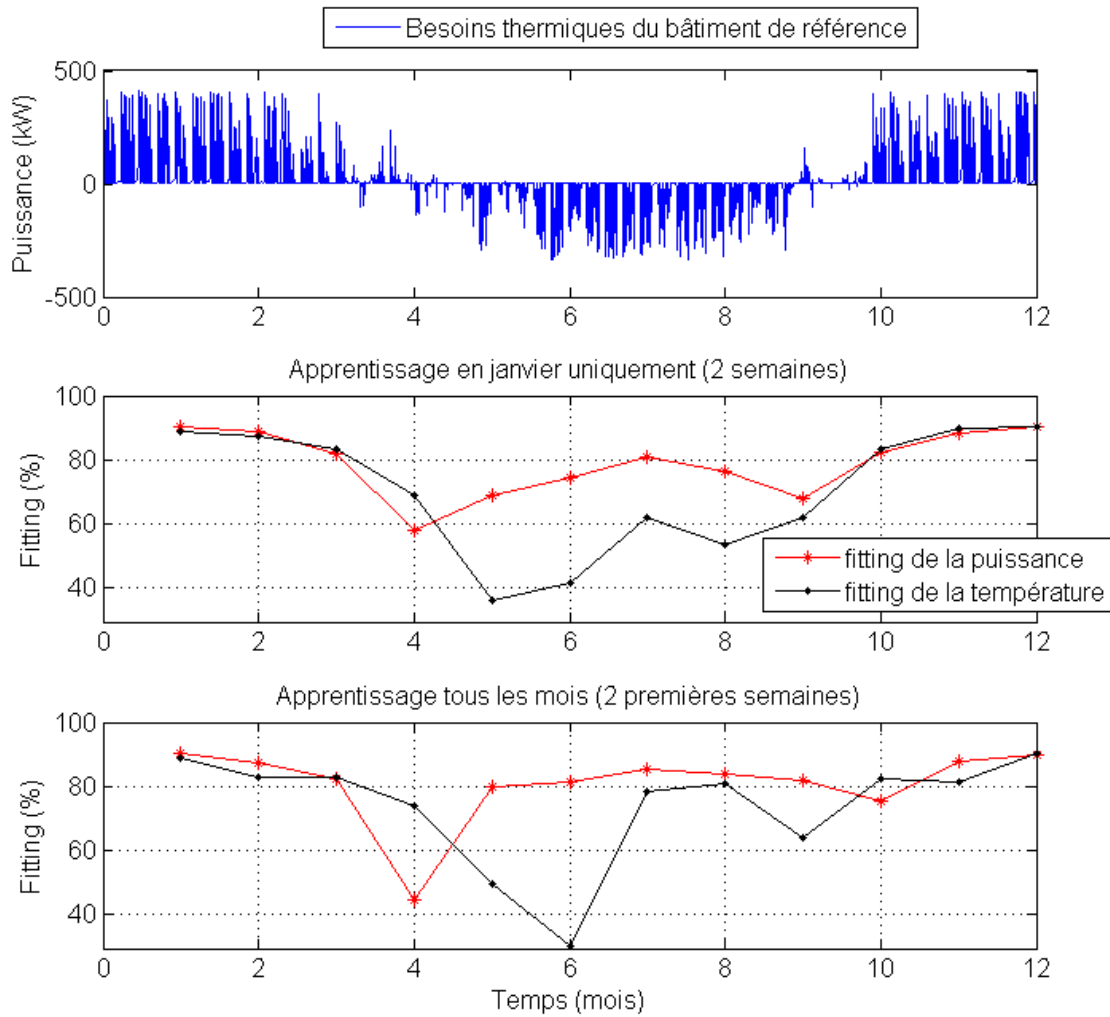 Besoins thermiques du bâtiment de référence
500
0
-500
Puissance (kW)
0 2 4 6 8 10 12
Apprentissage en janvier uniquement (2 semaines)
100
80
60
40
Fitting (%)
fitting de la puissance
fitting de la température
0 2 4 6 8 10 12
Apprentissage tous les mois (2 premières semaines)
100
80
60
40
Fitting (%)
0 2 4 6 8 10 12
Temps (mois)